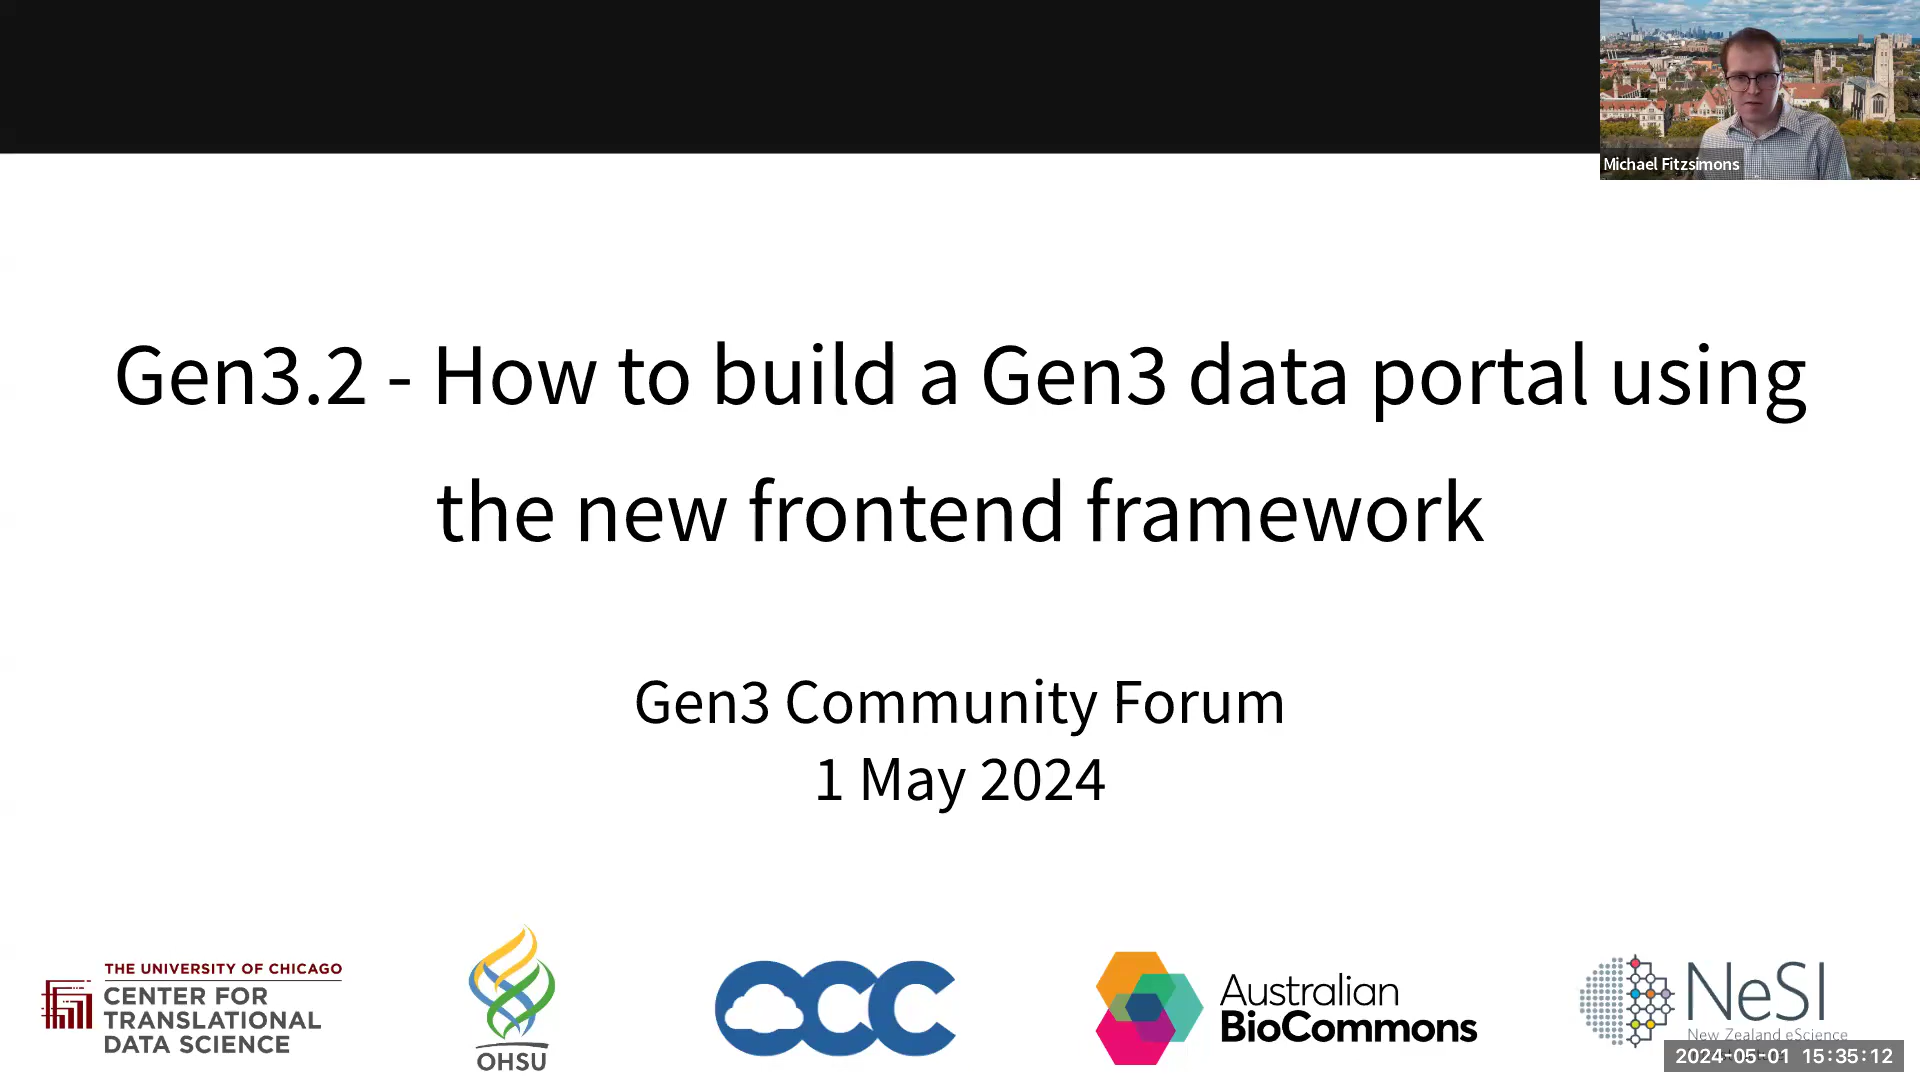 Michael Fitzsimons
Gen3.2 - How to build a Gen3 data portal using
the new frontend framework
Gen3 Community Forum
1 May 2024
THE UNIVERSITY OF CHICAGO
CENTER FOR
TRANSLATIONAL
DATA SCIENCE
OHSU
OCC
Australian
BioCommons
NeSI
New Zealand eScience
2024-05-01 15:35:12